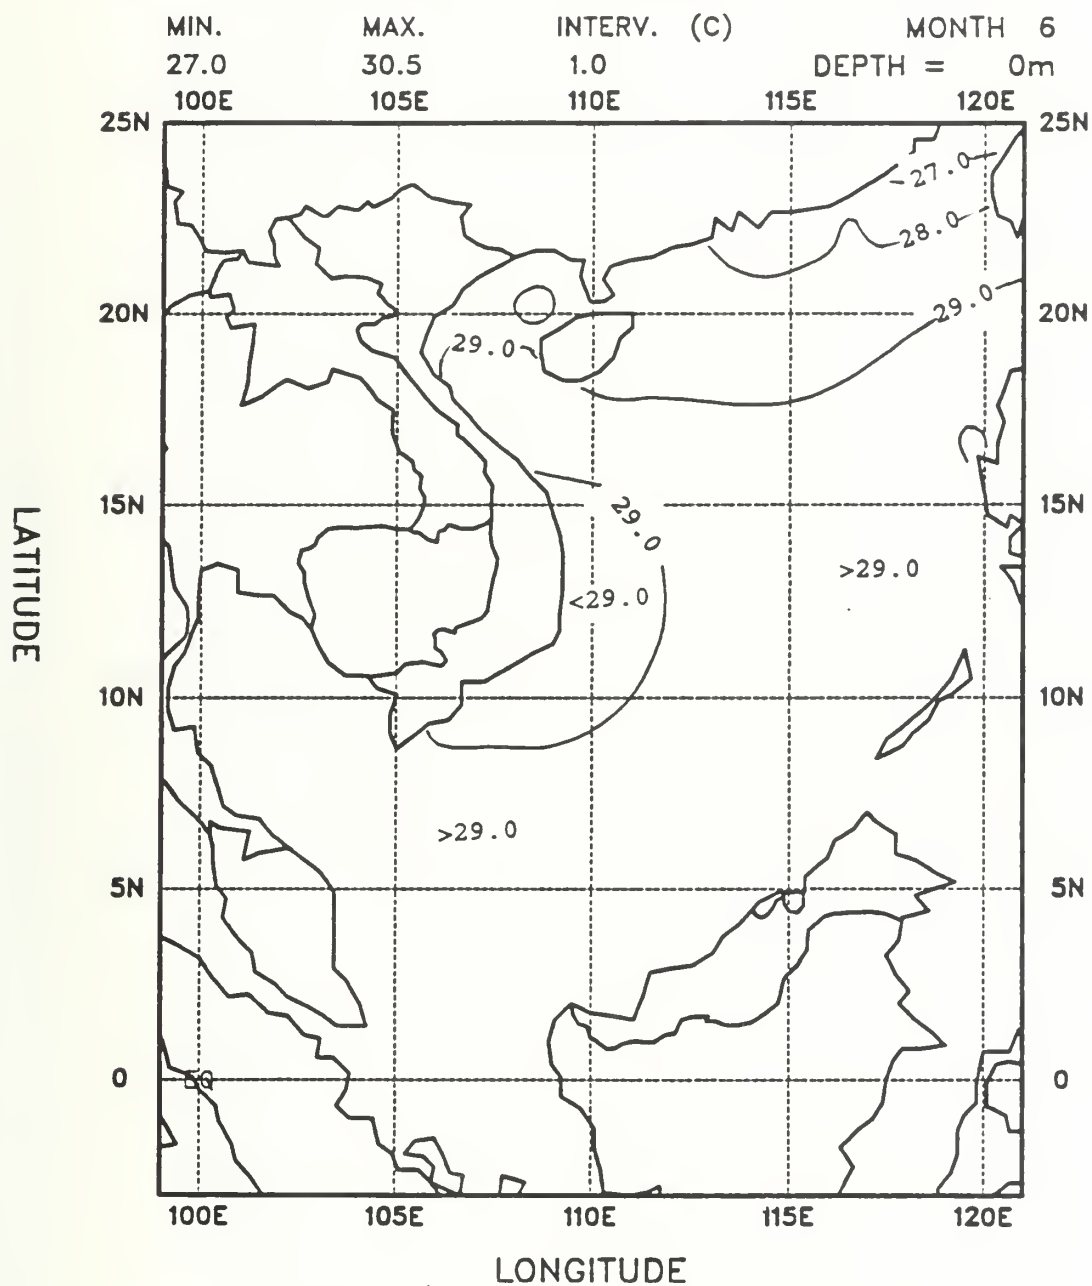 MIN. MAX. INTERV. (C) MONTH 6
27.0 30.5 1.0 DEPTH = 0m
100E 105E 110E 115E 120E
25N 25N
27.0
28.0
29.0
20N 20N
29.0
15N 15N
29.0
>29.0
<29.0
10N 10N
>29.0
5N 5N
0 EQ 0
100E 105E 110E 115E 120E
LATITUDE
LONGITUDE